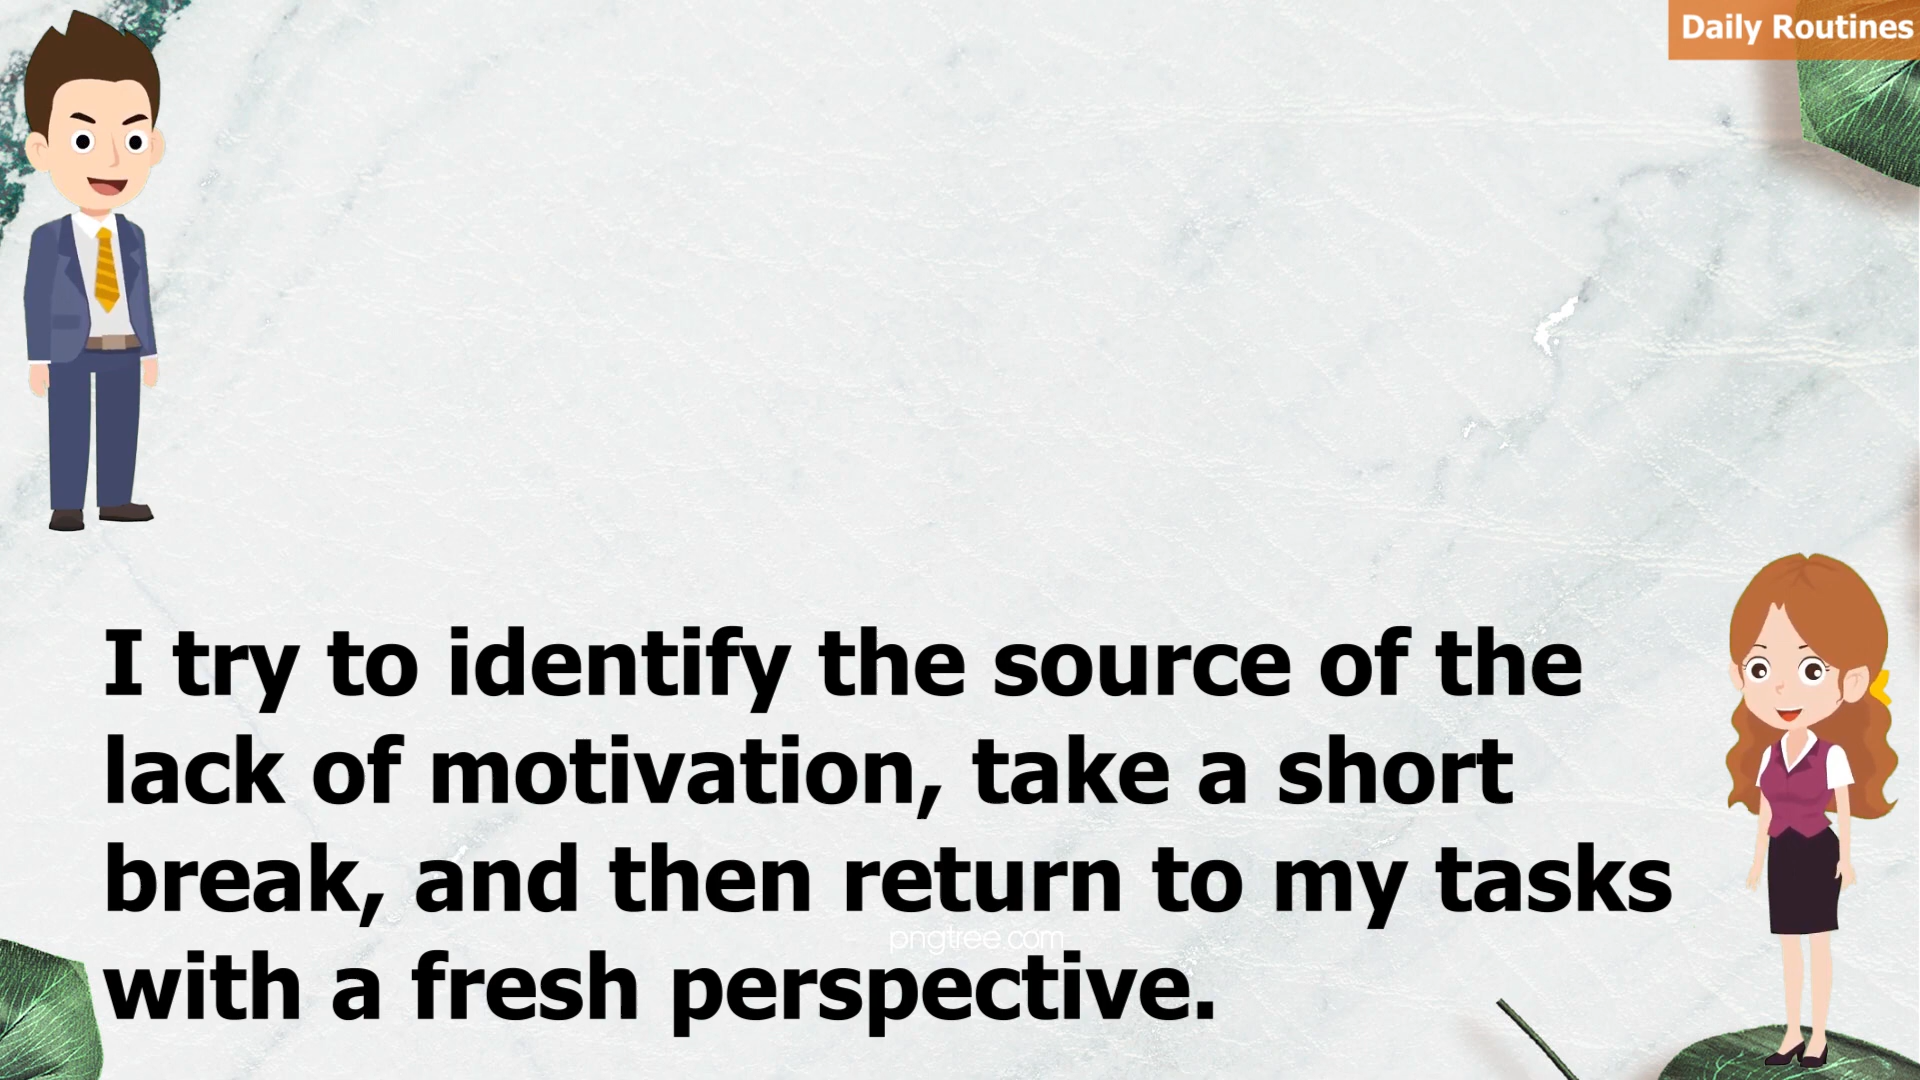 Daily Routines
I try to identify the source of the
lack of motivation, take a short
break, and then return to my tasks
pngtree.com
with a fresh perspective.